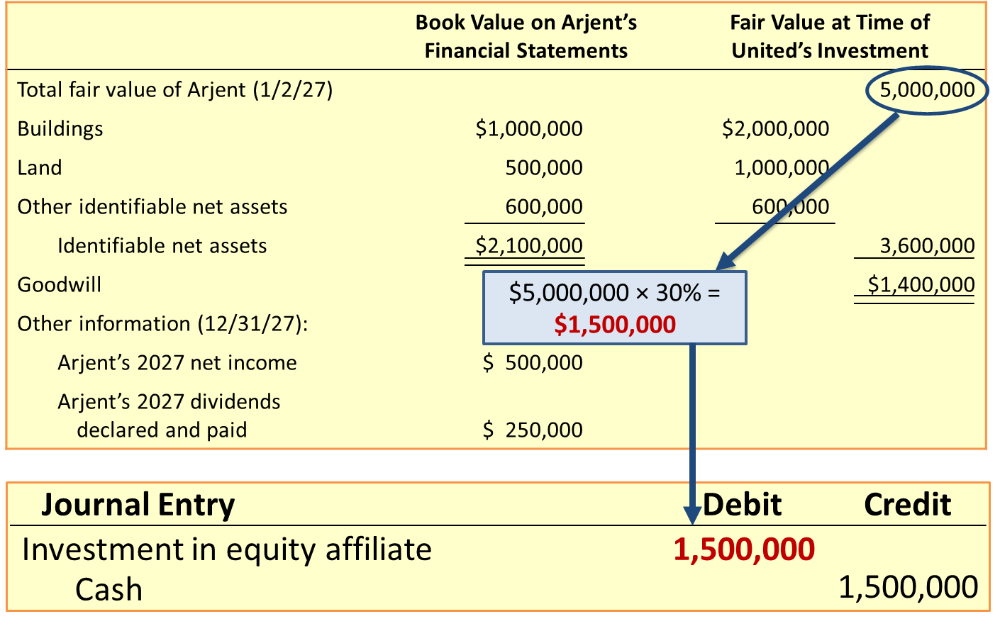 Book Value on Arjent’s Fair Value at Time of
Financial Statements United’s Investment
Total fair value of Arjent (1/2/27) 5,000,000
Buildings $1,000,000 $2,000,000
Land 500,000 1,000,000
Other identifiable net assets 600,000 600,000
Identifiable net assets $2,100,000 3,600,000
Goodwill $1,400,000
$5,000,000 × 30% =
$1,500,000
Other information (12/31/27):
Arjent’s 2027 net income $ 500,000
Arjent’s 2027 dividends
declared and paid $ 250,000
Journal Entry Debit Credit
Investment in equity affiliate 1,500,000
Cash 1,500,000